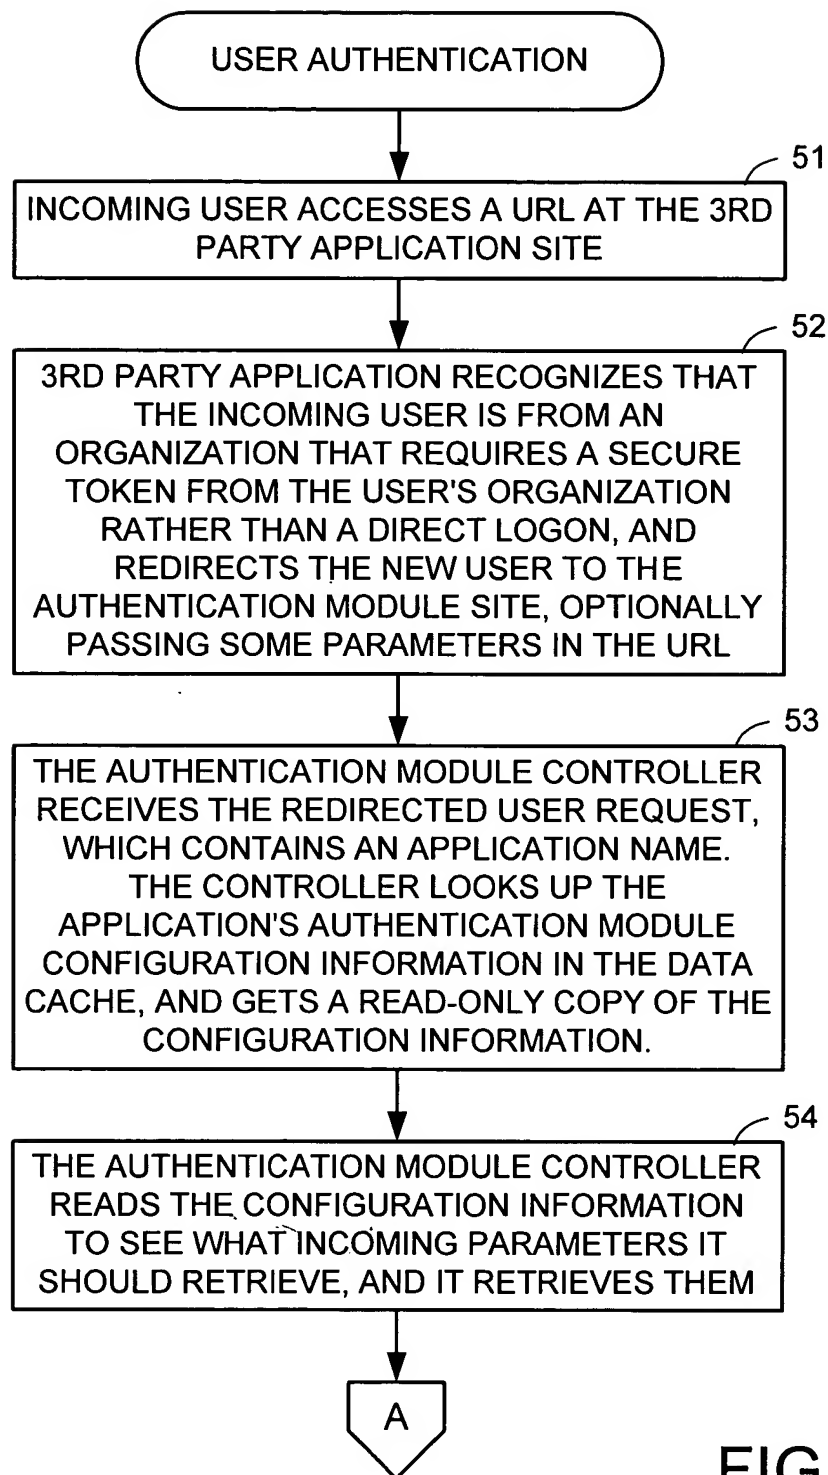 USER AUTHENTICATION
51
INCOMING USER ACCESSES A URL AT THE 3RD
PARTY APPLICATION SITE
52
3RD PARTY APPLICATION RECOGNIZES THAT
THE INCOMING USER IS FROM AN
ORGANIZATION THAT REQUIRES A SECURE
TOKEN FROM THE USER'S ORGANIZATION
RATHER THAN A DIRECT LOGON, AND
REDIRECTS THE NEW USER TO THE
AUTHENTICATION MODULE SITE, OPTIONALLY
PASSING SOME PARAMETERS IN THE URL
53
THE AUTHENTICATION MODULE CONTROLLER
RECEIVES THE REDIRECTED USER REQUEST,
WHICH CONTAINS AN APPLICATION NAME.
THE CONTROLLER LOOKS UP THE
APPLICATION'S AUTHENTICATION MODULE
CONFIGURATION INFORMATION IN THE DATA
CACHE, AND GETS A READ-ONLY COPY OF THE
CONFIGURATION INFORMATION.
54
THE AUTHENTICATION MODULE CONTROLLER
READS THE CONFIGURATION INFORMATION
TO SEE WHAT INCOMING PARAMETERS IT
SHOULD RETRIEVE, AND IT RETRIEVES THEM
A
FIG